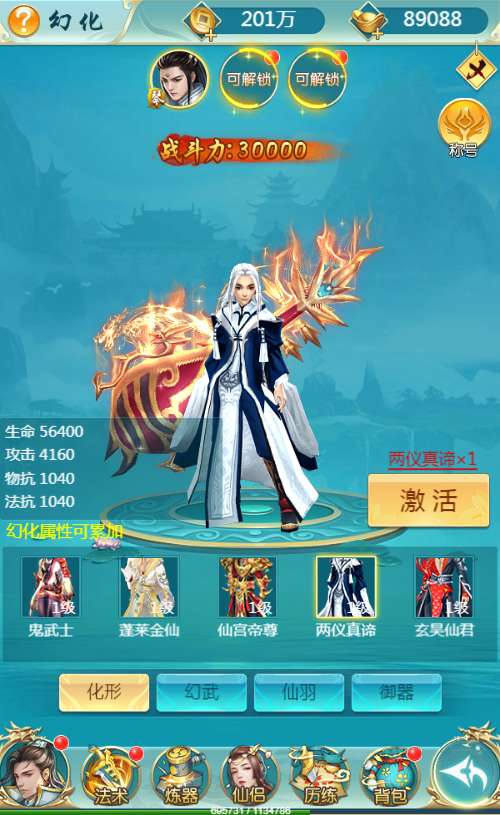 幻化
201万
89088
可解锁
可解锁
琴
战斗力:30000
称号
生命 56400
攻击 4160
物抗 1040
法抗 1040
幻化属性可累加
两仪真谛×1
激活
1级
1级
1级
1级
1级
鬼武士
蓬莱金仙
仙宫帝尊
两仪真谛
玄昊仙君
化形
幻武
仙羽
御器
法术
炼器
仙侣
历练
背包
695731 / 1134786